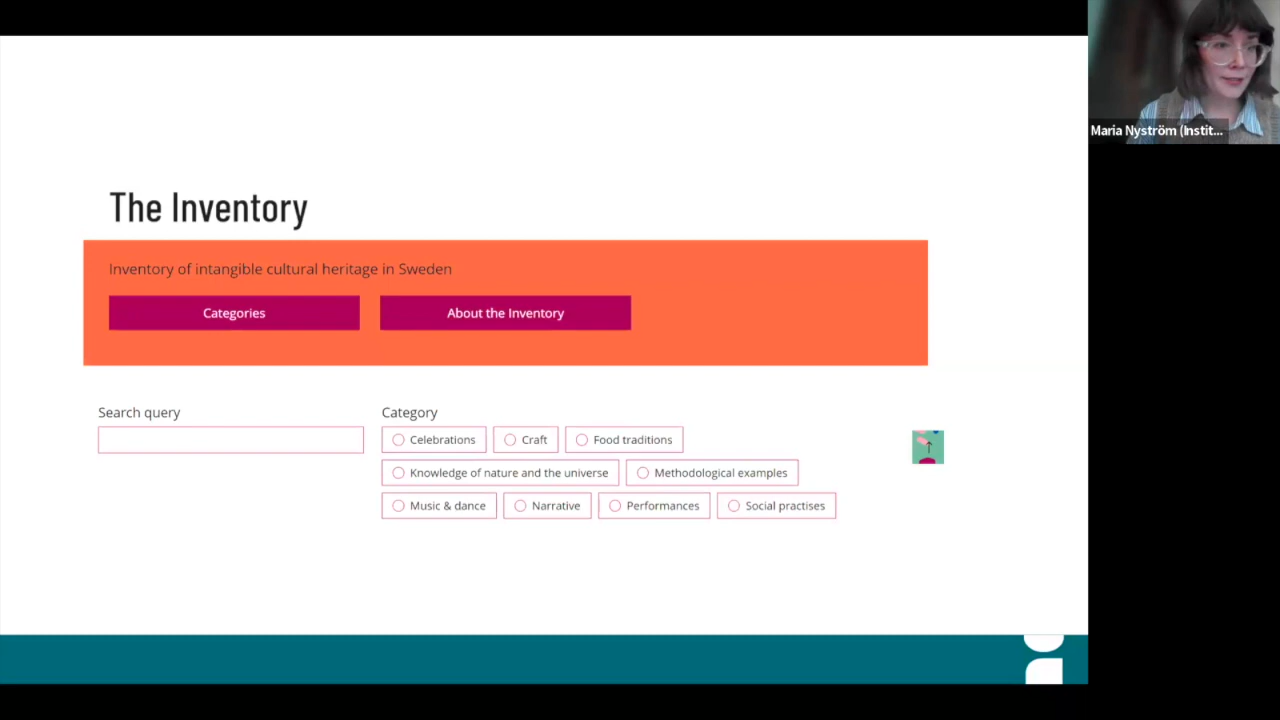 Maria Nyström (Instit...
The Inventory
Inventory of intangible cultural heritage in Sweden
Categories About the Inventory
Search query Category
Celebrations Craft Food traditions
Knowledge of nature and the universe Methodological examples
Music & dance Narrative Performances Social practises